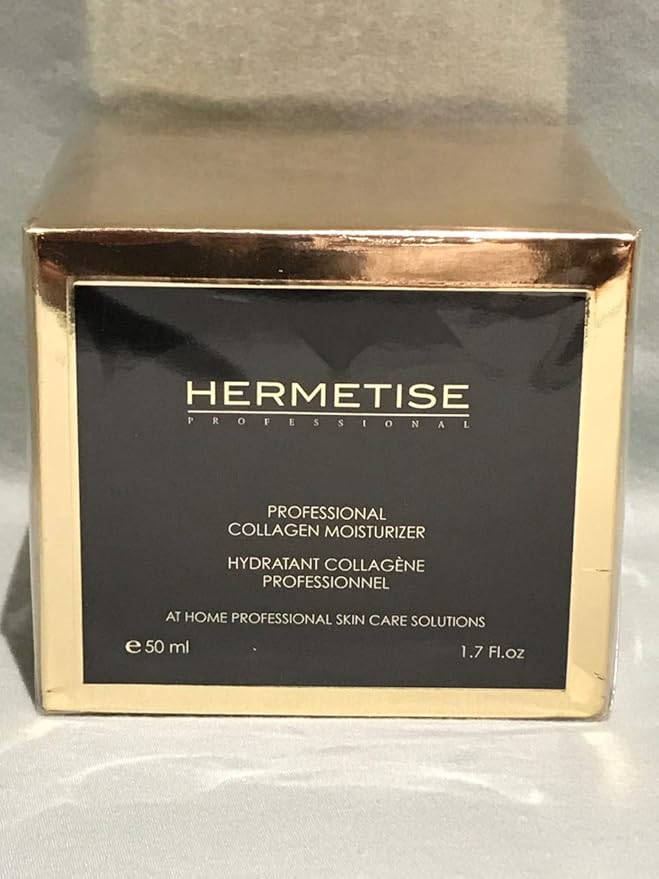 HERMETISE
PROFESSIONAL
PROFESSIONAL
COLLAGEN MOISTURIZER
HYDRATANT COLLAGÈNE
PROFESSIONNEL
AT HOME PROFESSIONAL SKIN CARE SOLUTIONS
℮ 50 ml 1.7 Fl.oz